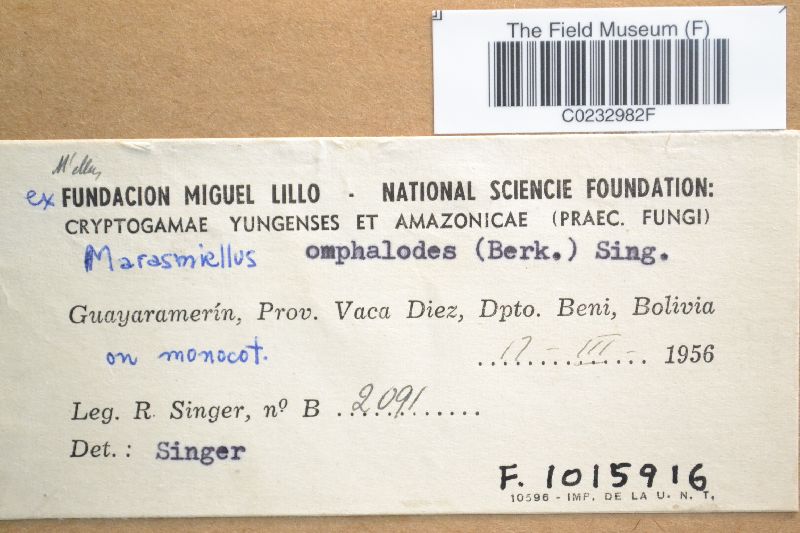 The Field Museum (F)
C0232982F
M'ellus
ex FUNDACION MIGUEL LILLO - NATIONAL SCIENCIE FOUNDATION:
CRYPTOGAMAE YUNGENSES ET AMAZONICAE (PRAEC. FUNGI)
Marasmiellus omphalodes (Berk.) Sing.
Guayaramerín, Prov. Vaca Diez, Dpto. Beni, Bolivia
on monocot. 17 - III - 1956
Leg. R. Singer, nº B 2091
Det.: Singer
F. 1015916
10596 - IMP. DE LA U. N. T.